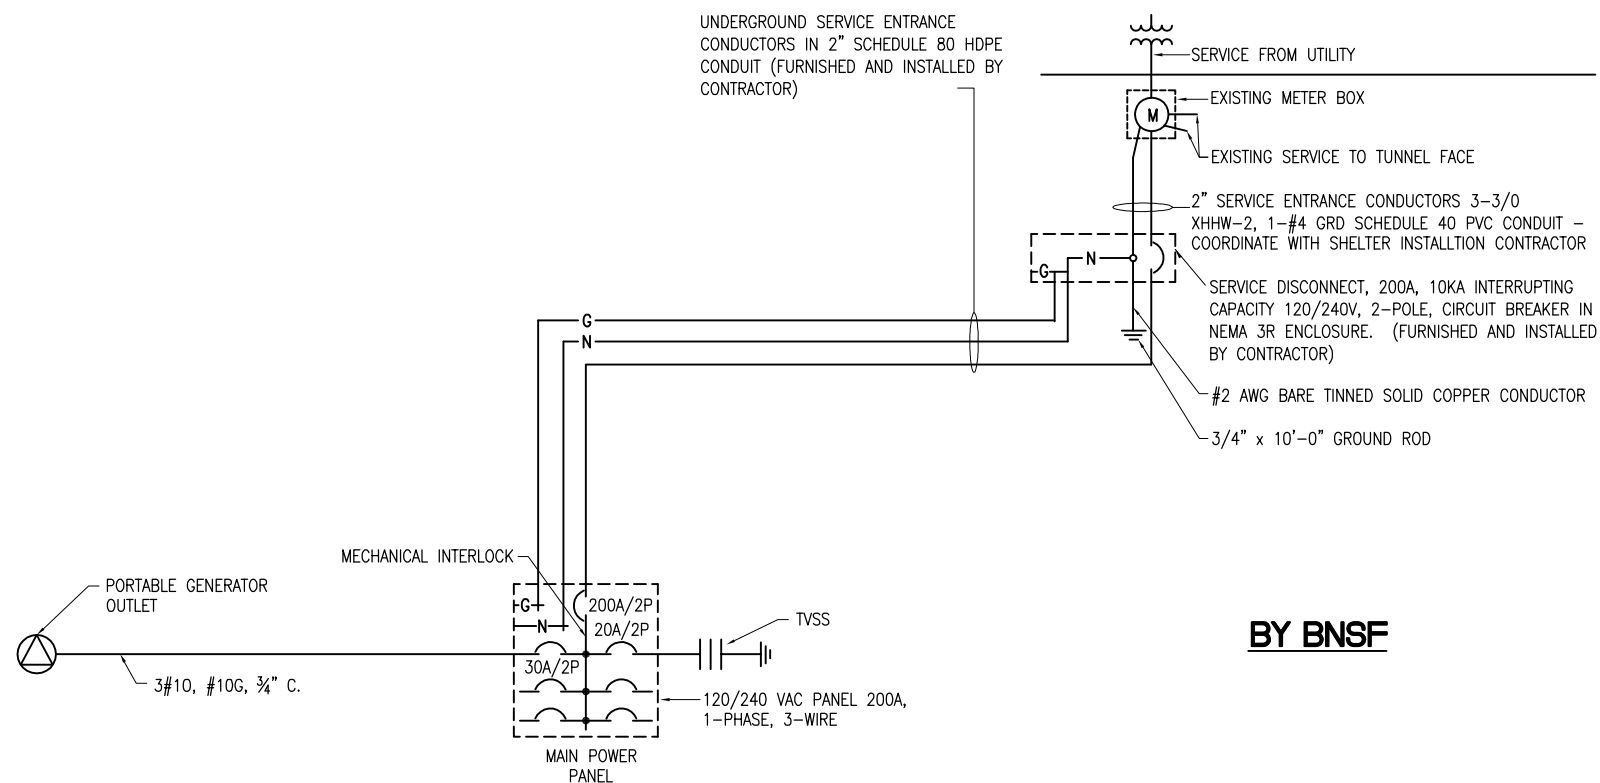 UNDERGROUND SERVICE ENTRANCE
CONDUCTORS IN 2" SCHEDULE 80 HDPE
CONDUIT (FURNISHED AND INSTALLED BY
CONTRACTOR)
SERVICE FROM UTILITY
EXISTING METER BOX
M
EXISTING SERVICE TO TUNNEL FACE
2" SERVICE ENTRANCE CONDUCTORS 3-3/0
XHHW-2, 1-#4 GRD SCHEDULE 40 PVC CONDUIT -
COORDINATE WITH SHELTER INSTALLTION CONTRACTOR
N
G
SERVICE DISCONNECT, 200A, 10KA INTERRUPTING
CAPACITY 120/240V, 2-POLE, CIRCUIT BREAKER IN
NEMA 3R ENCLOSURE. (FURNISHED AND INSTALLED
BY CONTRACTOR)
G
N
#2 AWG BARE TINNED SOLID COPPER CONDUCTOR
3/4" x 10'-0" GROUND ROD
MECHANICAL INTERLOCK
PORTABLE GENERATOR
OUTLET
G
200A/2P
N
20A/2P
TVSS
30A/2P
3#10, #10G, ¾" C.
120/240 VAC PANEL 200A,
1-PHASE, 3-WIRE
MAIN POWER
PANEL
BY BNSF